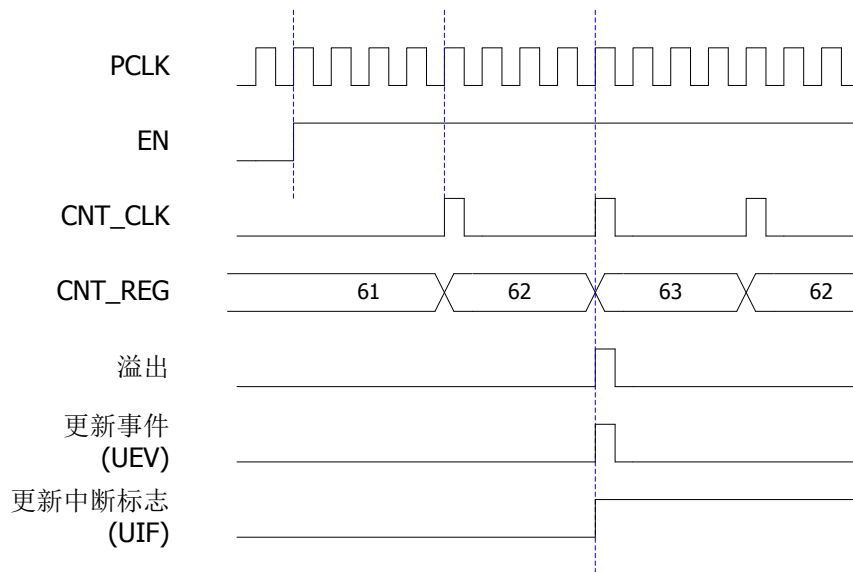 PCLK
EN
CNT_CLK
CNT_REG 61 62 63 62
溢出
更新事件
(UEV)
更新中断标志
(UIF)